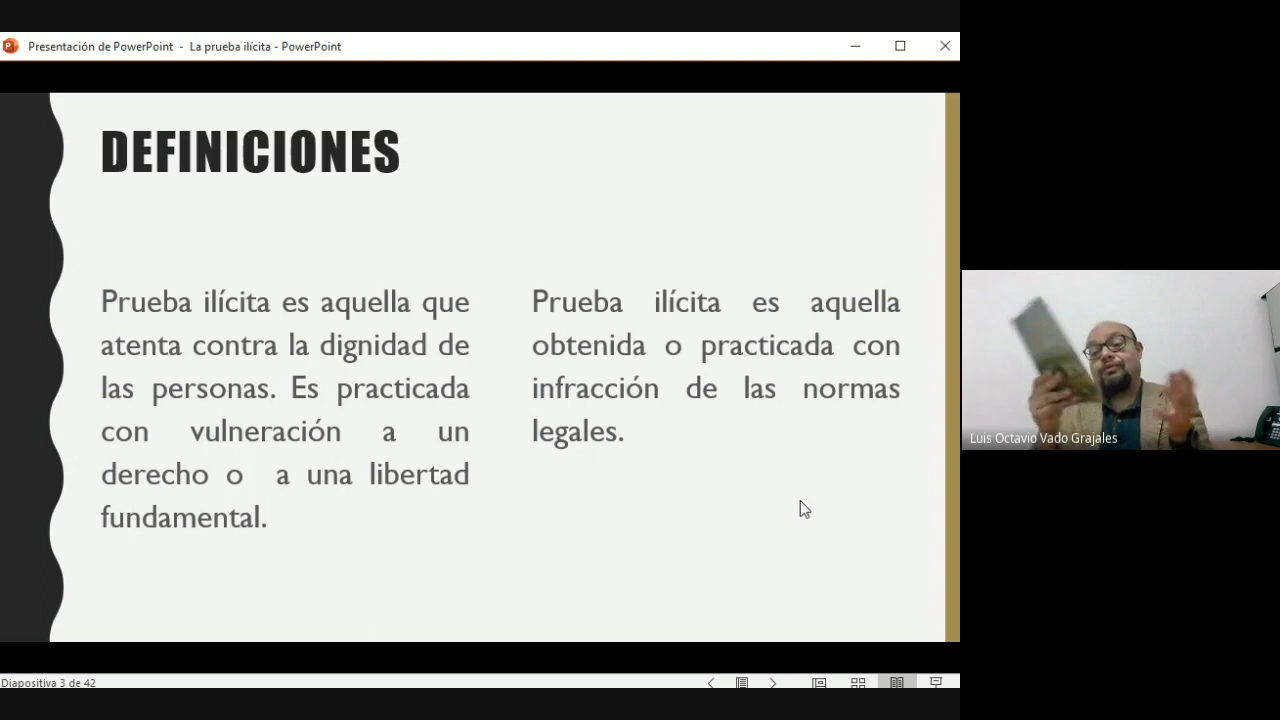 Presentación de PowerPoint - La prueba ilícita - PowerPoint
DEFINICIONES
Prueba ilícita es aquella que
atenta contra la dignidad de
las personas. Es practicada
con vulneración a un
derecho o a una libertad
fundamental.
Prueba ilícita es aquella
obtenida o practicada con
infracción de las normas
legales.
Luis Octavio Vado Grajales
Diapositiva 3 de 42